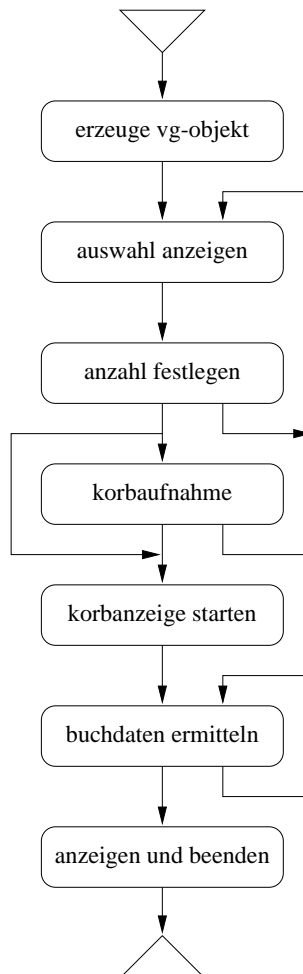 erzeuge vg-objekt
auswahl anzeigen
anzahl festlegen
korbaufnahme
korbanzeige starten
buchdaten ermitteln
anzeigen und beenden